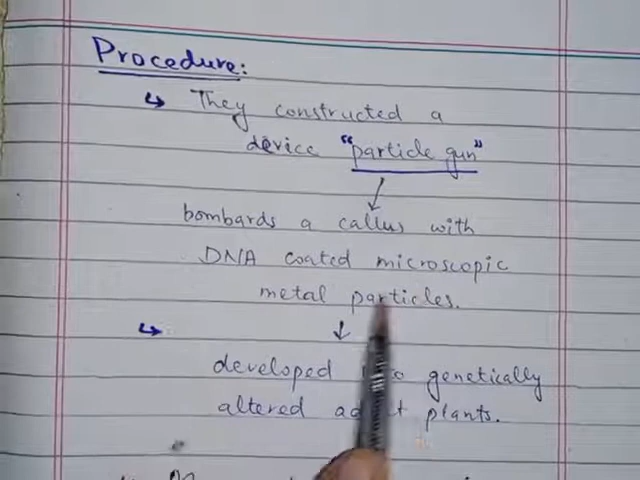 Procedure:
↳ They constructed a
device "particle gun"
↓
bombards a callus with
DNA coated microscopic
metal particles.
↳ ↓
developed genetically
altered plants.